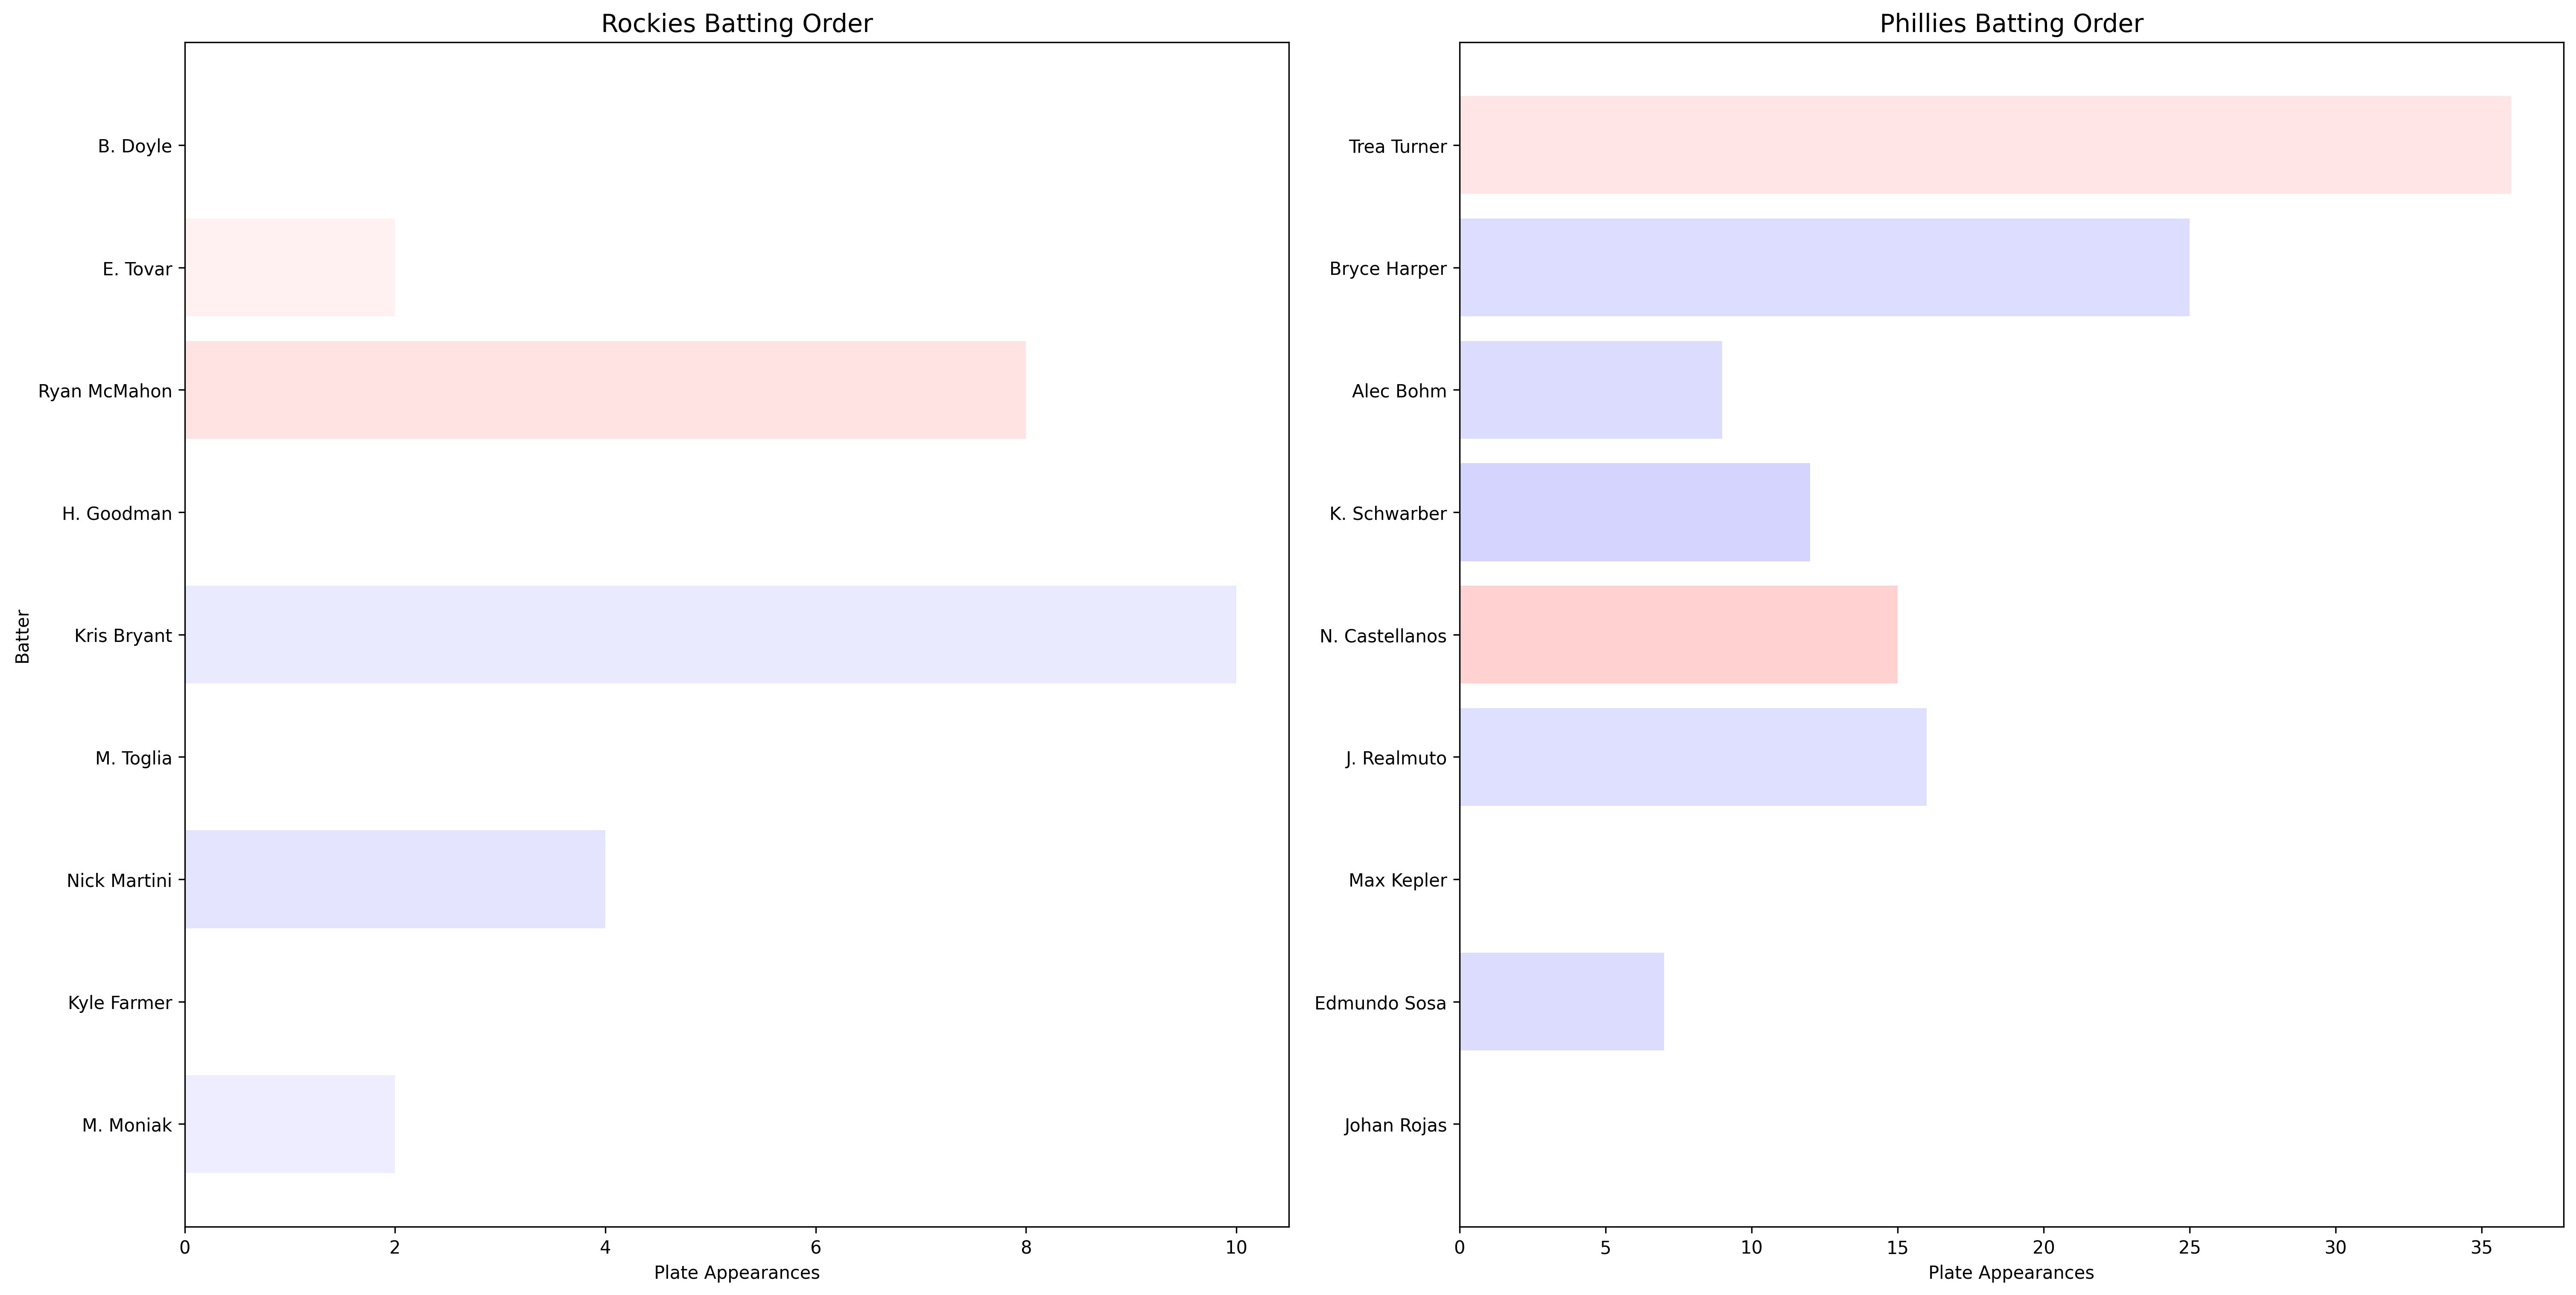 Rockies Batting Order
Batter
B. Doyle
E. Tovar
Ryan McMahon
H. Goodman
Kris Bryant
M. Toglia
Nick Martini
Kyle Farmer
M. Moniak
0 2 4 6 8 10
Plate Appearances
Phillies Batting Order
Trea Turner
Bryce Harper
Alec Bohm
K. Schwarber
N. Castellanos
J. Realmuto
Max Kepler
Edmundo Sosa
Johan Rojas
0 5 10 15 20 25 30 35
Plate Appearances